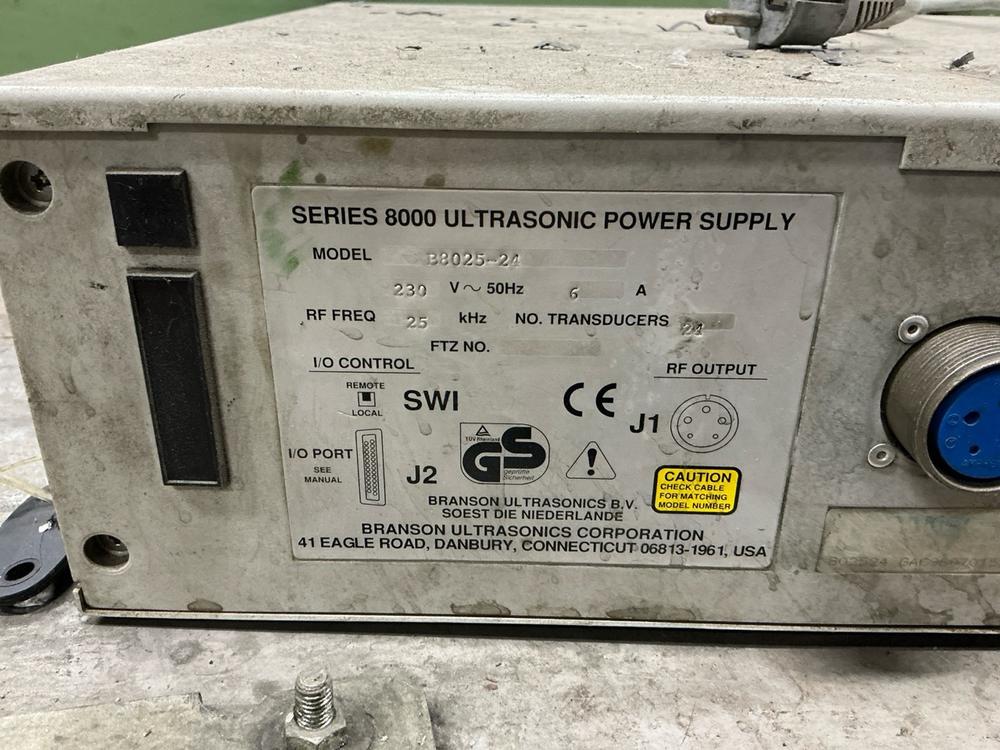 SERIES 8000 ULTRASONIC POWER SUPPLY
MODEL B8025-24
230 V~ 50Hz 6 A
RF FREQ 25 kHz NO. TRANSDUCERS 24
FTZ NO.
I/O CONTROL
RF OUTPUT
REMOTE
LOCAL
SWI
CE
J1
I/O PORT
SEE
MANUAL
J2
TÜV Rheinland
GS
geprüfte
Sicherheit
CAUTION
CHECK CABLE
FOR MATCHING
MODEL NUMBER
BRANSON ULTRASONICS B.V.
SOEST DIE NIEDERLANDE
BRANSON ULTRASONICS CORPORATION
41 EAGLE ROAD, DANBURY, CONNECTICUT 06813-1961, USA